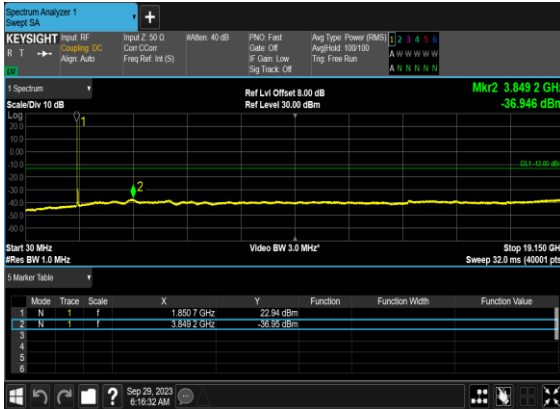 Spectrum Analyzer 1
Swept SA
+
KEYSIGHT Input: RF Input Z: 50 Ω #Atten: 40 dB PNO: Fast Avg Type: Power (RMS) 1 2 3 4 5 6
R T Coupling: DC Corr CCorr Gate: Off Avg|Hold: 100/100 A W W W W W
Align: Auto Freq Ref: Int (S) IF Gain: Low Trig: Free Run
Sig Track: Off A N N N N N
1 Spectrum Ref Lvl Offset 8.00 dB Mkr2 3.849 2 GHz
Scale/Div 10 dB Ref Level 30.00 dBm -36.946 dBm
Log
1
20.0
10.0
0.00
-10.0 DL1 -13.00 dBm
-20.0
-30.0 2
-40.0
-50.0
-60.0
Start 30 MHz Video BW 3.0 MHz* Stop 19.150 GH
#Res BW 1.0 MHz Sweep 32.0 ms (40001 pts
5 Marker Table
Mode Trace Scale X Y Function Function Width Function Value
1 N 1 f 1.850 7 GHz 22.94 dBm
2 N 1 f 3.849 2 GHz -36.95 dBm
3
4
5
6
? Sep 29, 2023
6:16:32 AM